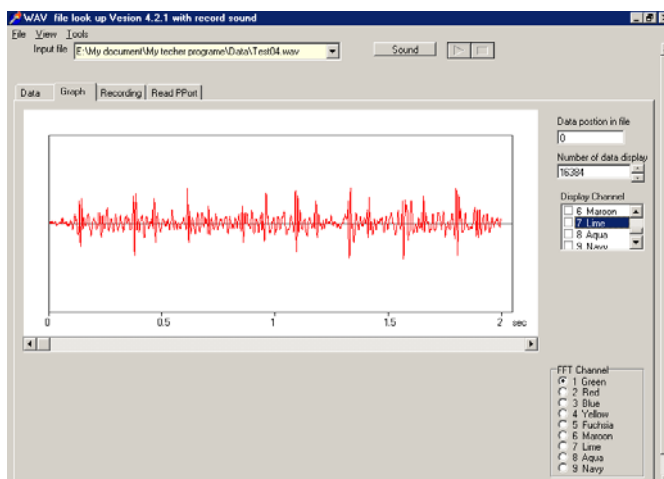 WAV file look up Vesion 4.2.1 with record sound
File View Tools
Input file E:\My document\My techer programe\Data\Test04.wav Sound
Data Graph Recording Read PPort
Data postion in file
0
Number of data display
16384
Display Channel
6 Maroon
7 Lime
8 Aqua
9 Navy
0 0.5 1 1.5 2 sec
FFT Channel
1 Green
2 Red
3 Blue
4 Yellow
5 Fuchsia
6 Maroon
7 Lime
8 Aqua
9 Navy